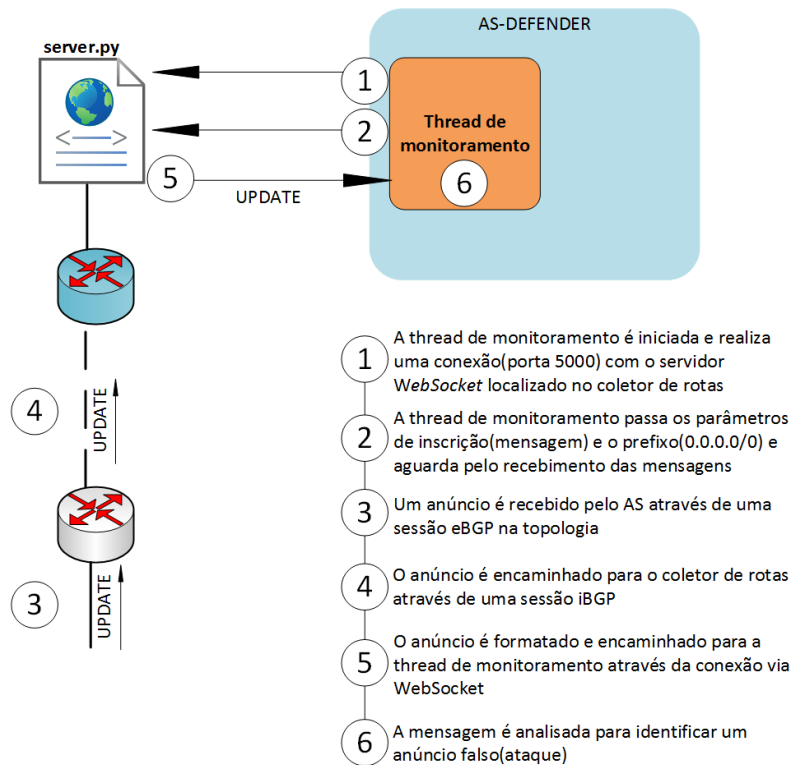 AS-DEFENDER
server.py
1
2
Thread de
monitoramento
6
5
UPDATE
4
UPDATE
3
UPDATE
1
A thread de monitoramento é iniciada e realiza
uma conexão(porta 5000) com o servidor
WebSocket localizado no coletor de rotas
2
A thread de monitoramento passa os parâmetros
de inscrição(mensagem) e o prefixo(0.0.0.0/0) e
aguarda pelo recebimento das mensagens
3
Um anúncio é recebido pelo AS através de uma
sessão eBGP na topologia
4
O anúncio é encaminhado para o coletor de rotas
através de uma sessão iBGP
5
O anúncio é formatado e encaminhado para a
thread de monitoramento através da conexão via
WebSocket
6
A mensagem é analisada para identificar um
anúncio falso(ataque)